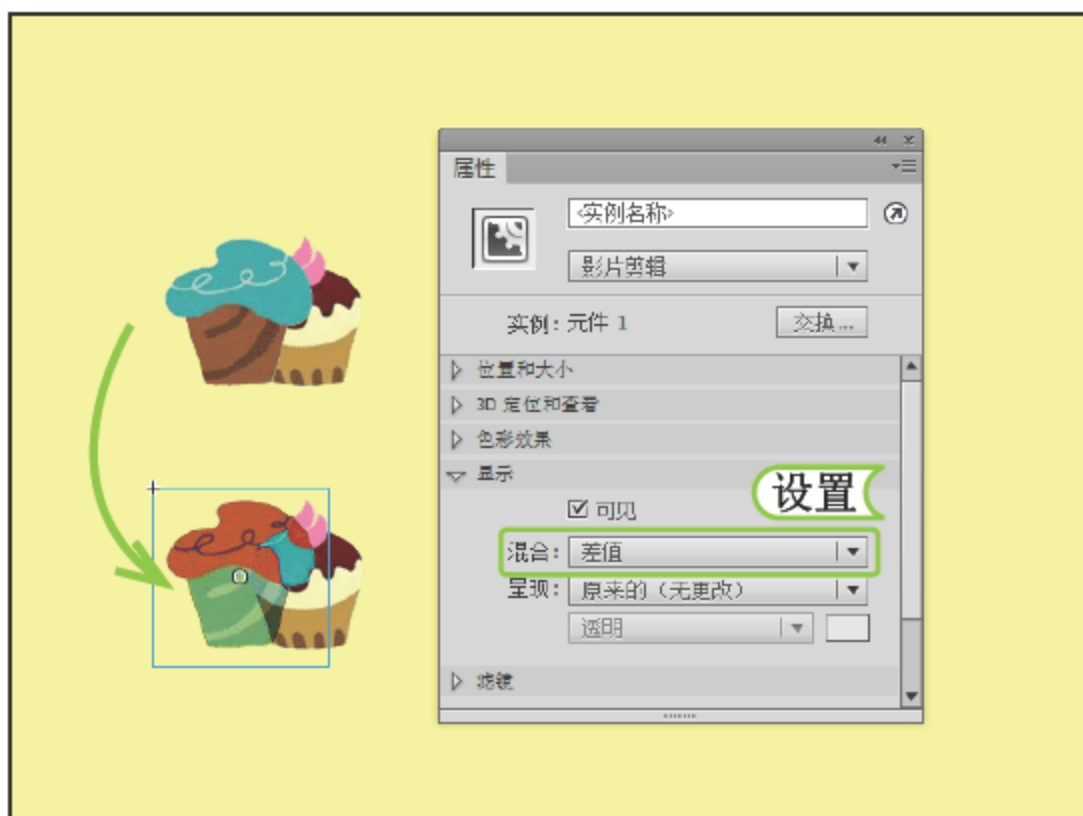 属性
<实例名称>
影片剪辑
实例: 元件 1
交换...
位置和大小
3D 定位和查看
色彩效果
显示
设置
可见
混合: 差值
呈现: 原来的（无更改）
透明
滤镜